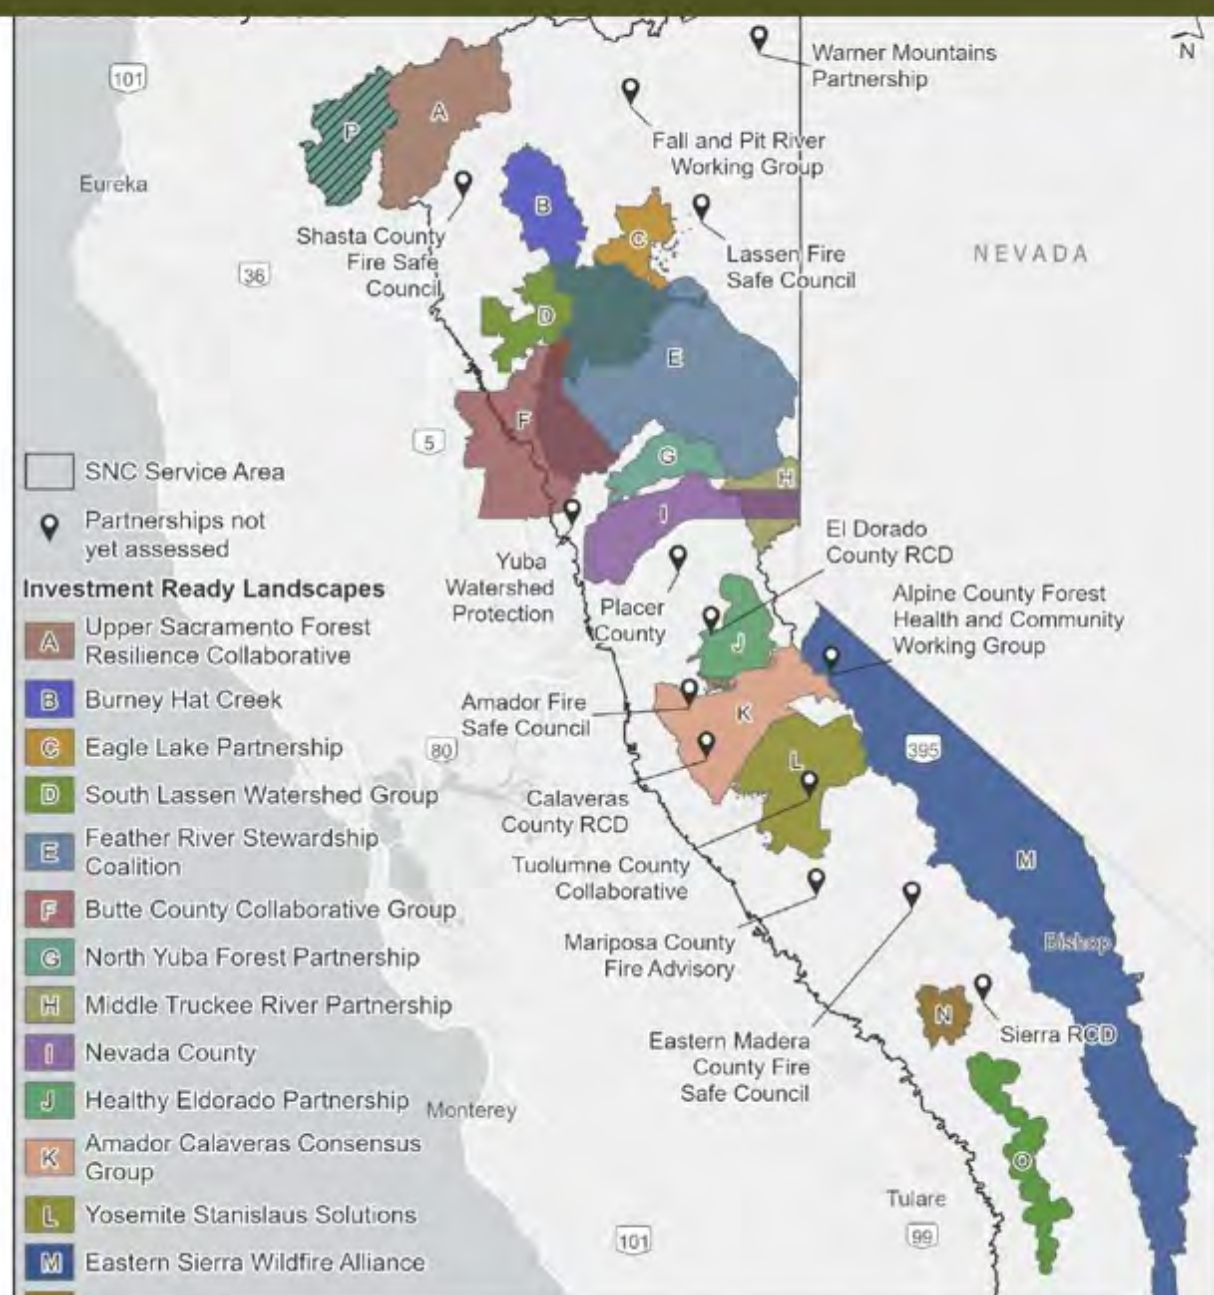 N
101
Warner Mountains
Partnership
A
P
Fall and Pit River
Working Group
Eureka
B
Shasta County
Fire Safe
Council
C
Lassen Fire
Safe Council
NEVADA
36
D
E
F
5
G
H
I
SNC Service Area
Partnerships not
yet assessed
El Dorado
County RCD
Yuba
Watershed
Protection
Placer
County
Alpine County Forest
Health and Community
Working Group
Investment Ready Landscapes
A Upper Sacramento Forest
Resilience Collaborative
B Burney Hat Creek
C Eagle Lake Partnership
D South Lassen Watershed Group
E Feather River Stewardship
Coalition
F Butte County Collaborative Group
G North Yuba Forest Partnership
H Middle Truckee River Partnership
I Nevada County
J Healthy Eldorado Partnership
K Amador Calaveras Consensus
Group
L Yosemite Stanislaus Solutions
M Eastern Sierra Wildfire Alliance
J
Amador Fire
Safe Council
K
80
L
395
Calaveras
County RCD
Tuolumne County
Collaborative
M
Mariposa County
Fire Advisory
Bishop
N
Sierra RCD
Eastern Madera
County Fire
Safe Council
Monterey
O
Tulare
101
99